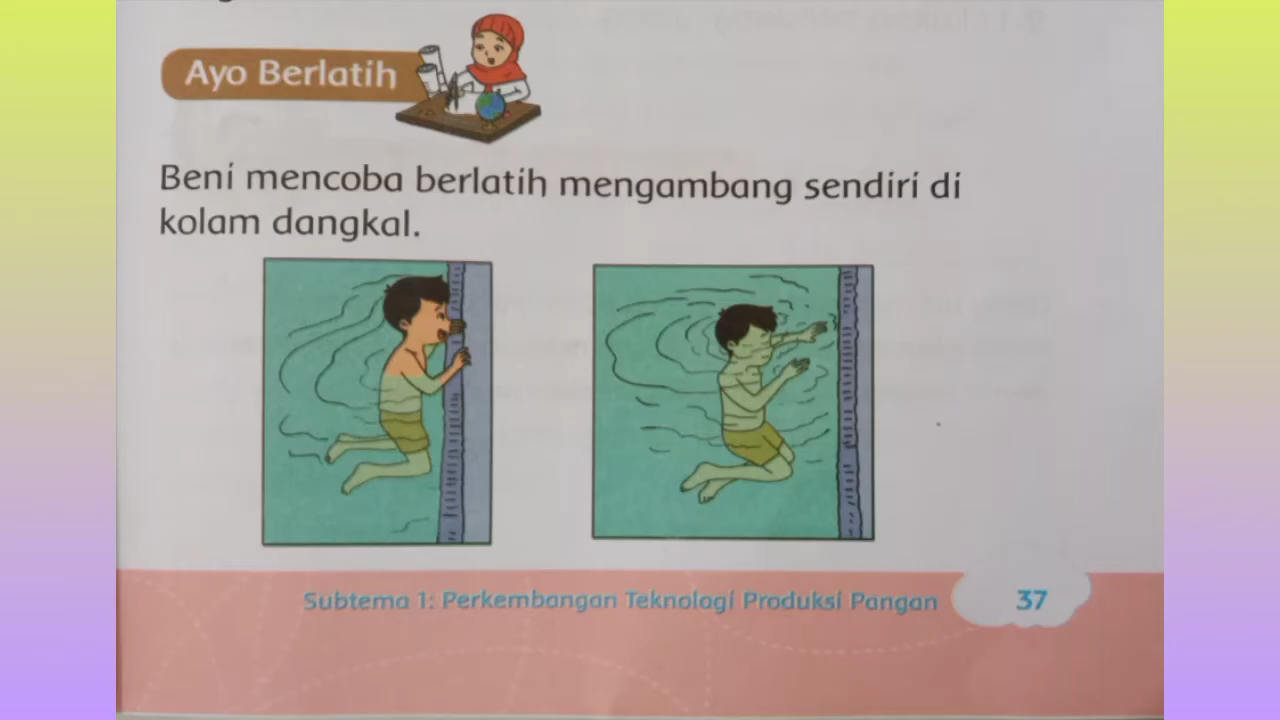 Ayo Berlatih
Beni mencoba berlatih mengambang sendiri di
kolam dangkal.
Subtema 1: Perkembangan Teknologi Produksi Pangan
37